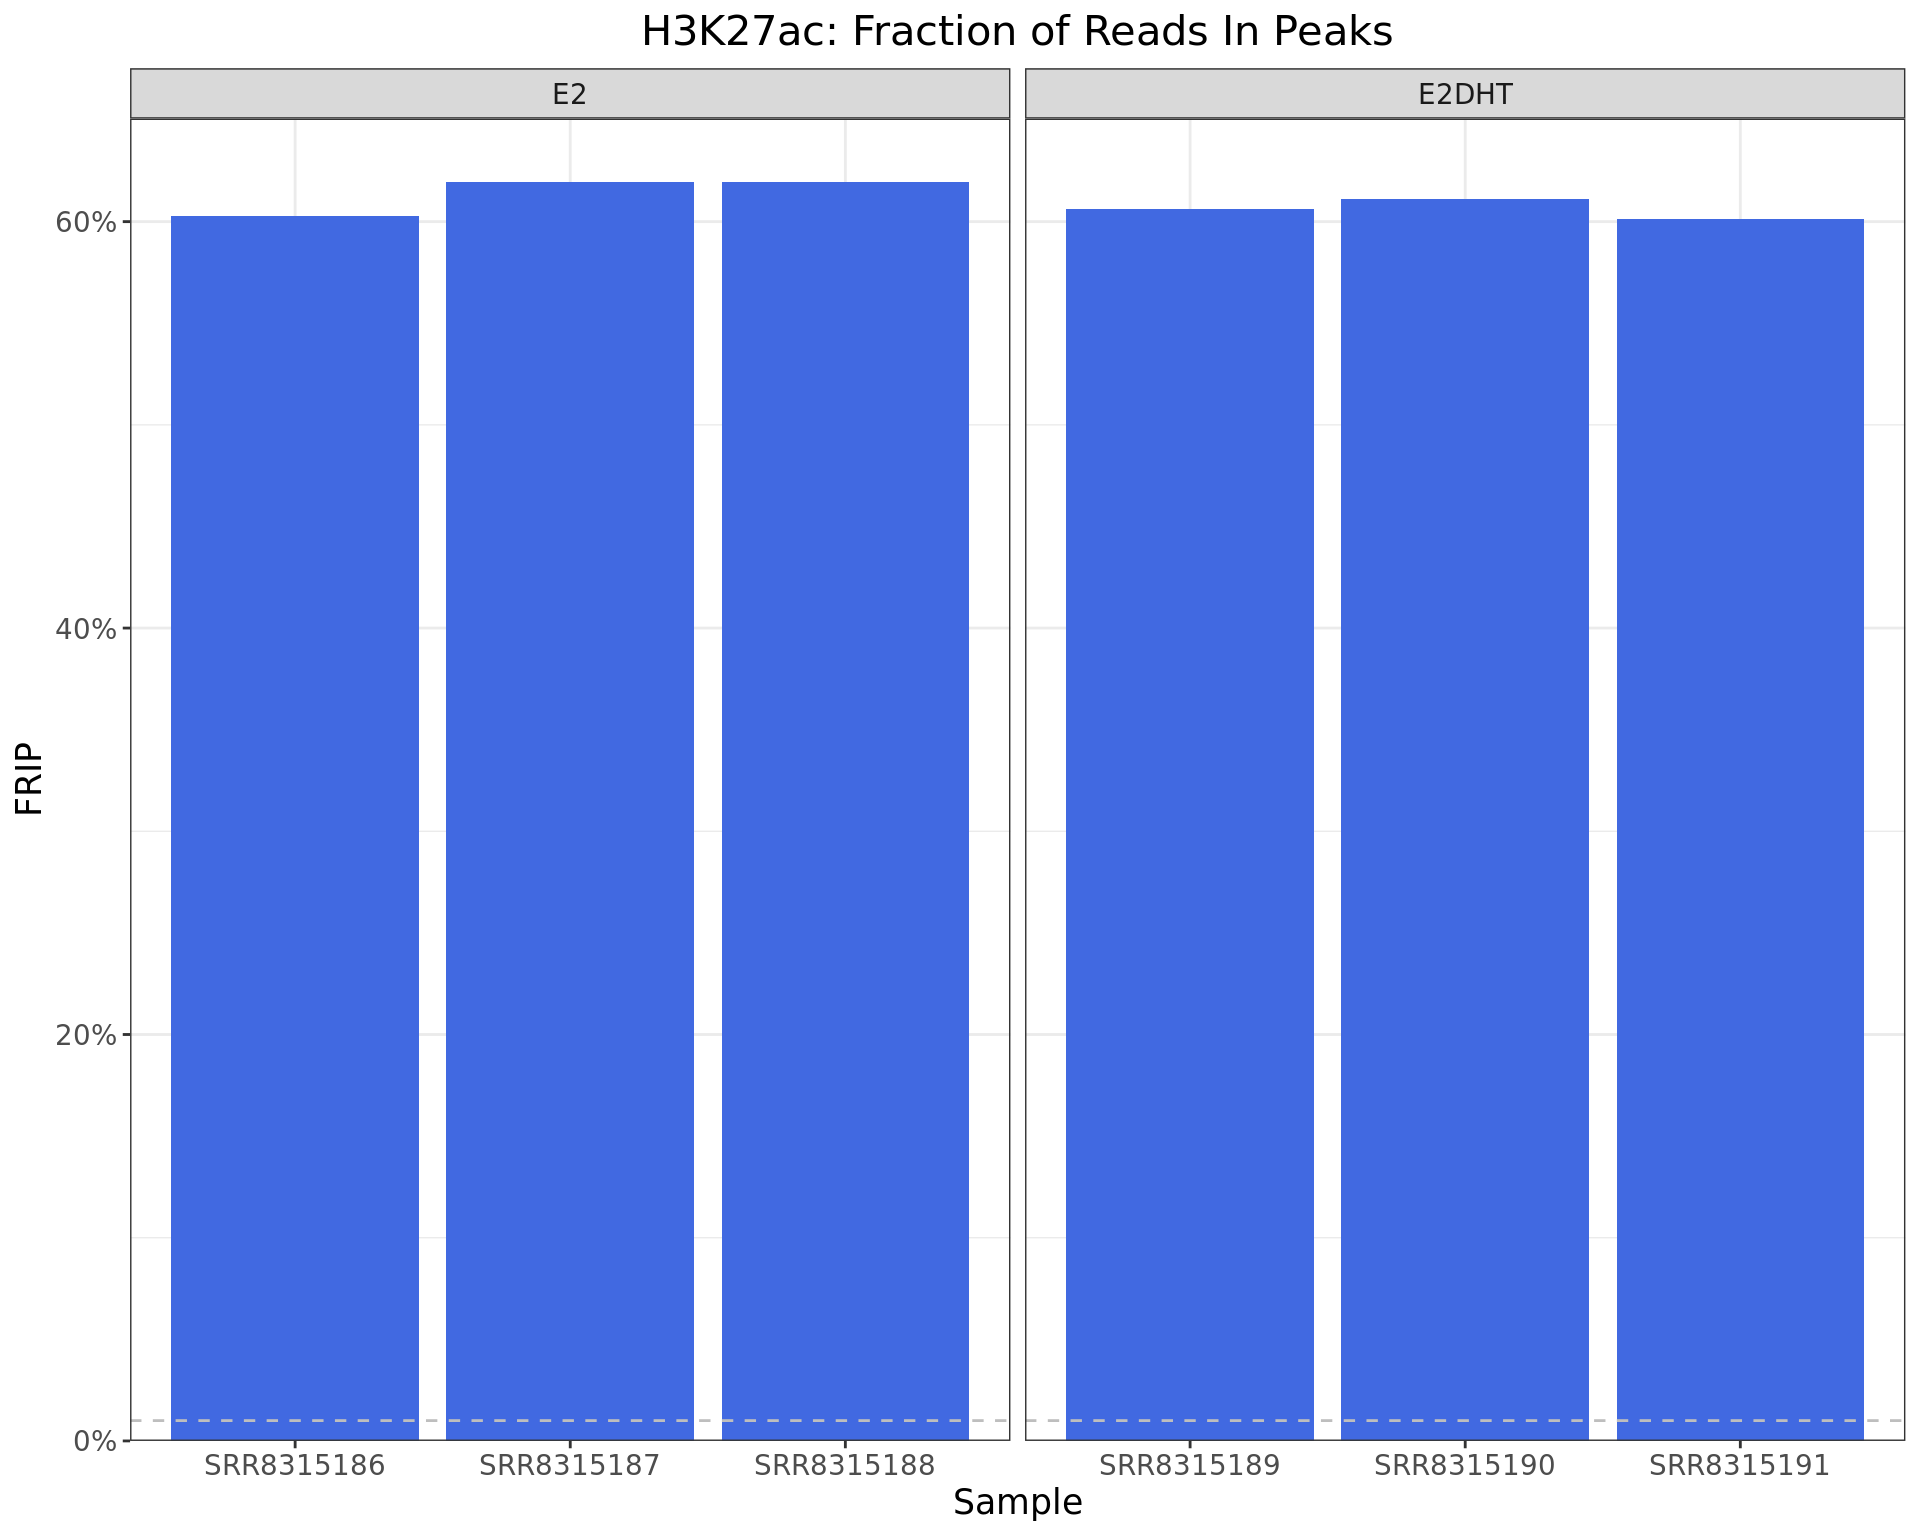 H3K27ac: Fraction of Reads In Peaks
E2
E2DHT
60%
40%
20%
0%
FRIP
SRR8315186
SRR8315187
SRR8315188
SRR8315189
SRR8315190
SRR8315191
Sample